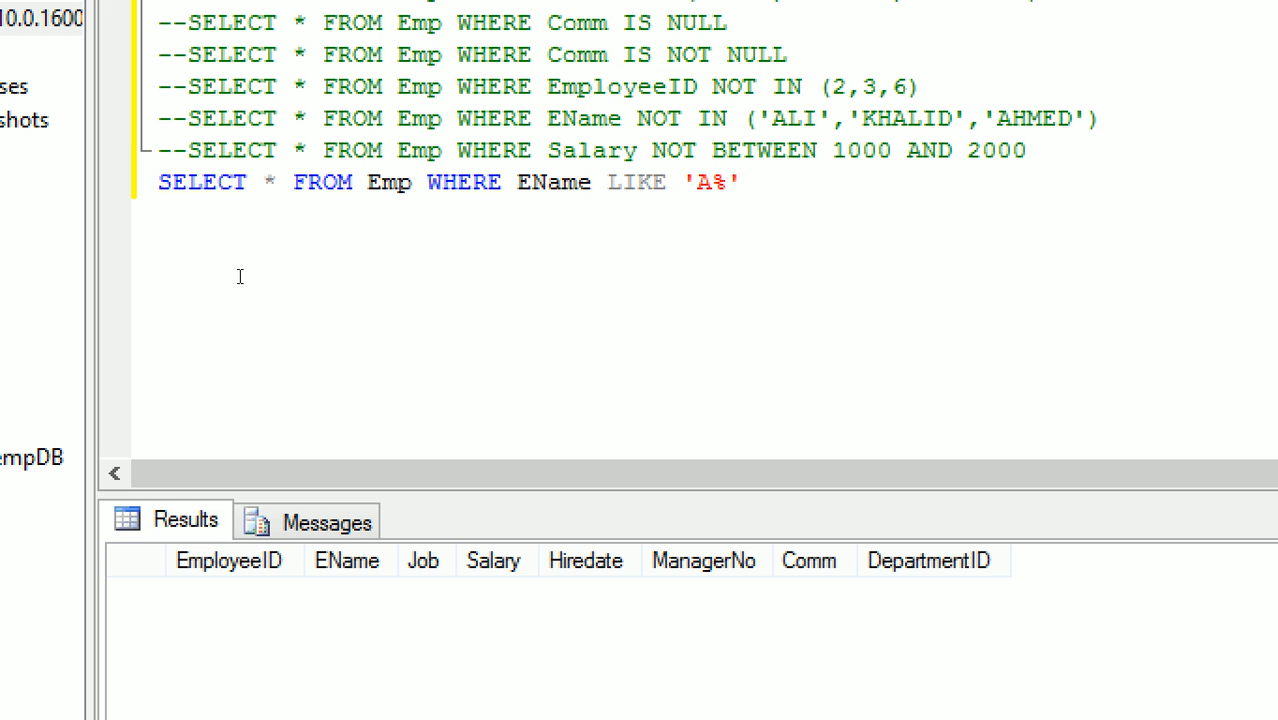 10.0.1600
--SELECT * FROM Emp WHERE Comm IS NULL
--SELECT * FROM Emp WHERE Comm IS NOT NULL
ses
--SELECT * FROM Emp WHERE EmployeeID NOT IN (2,3,6)
shots
--SELECT * FROM Emp WHERE EName NOT IN ('ALI','KHALID','AHMED')
--SELECT * FROM Emp WHERE Salary NOT BETWEEN 1000 AND 2000
SELECT * FROM Emp WHERE EName LIKE 'A%'
empDB
Results Messages
EmployeeID EName Job Salary Hiredate ManagerNo Comm DepartmentID